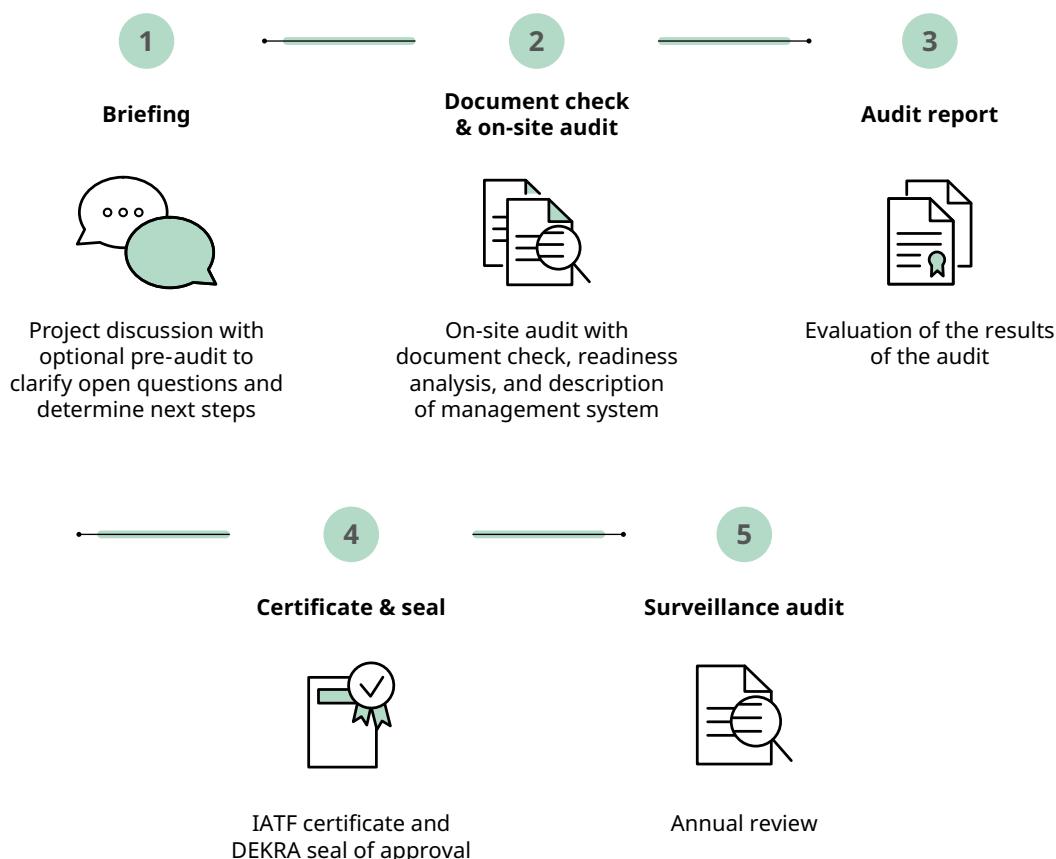 1
2
3
Briefing
Document check
& on-site audit
Audit report
Project discussion with
optional pre-audit to
clarify open questions and
determine next steps
On-site audit with
document check, readiness
analysis, and description
of management system
Evaluation of the results
of the audit
4
5
Certificate & seal
Surveillance audit
IATF certificate and
DEKRA seal of approval
Annual review